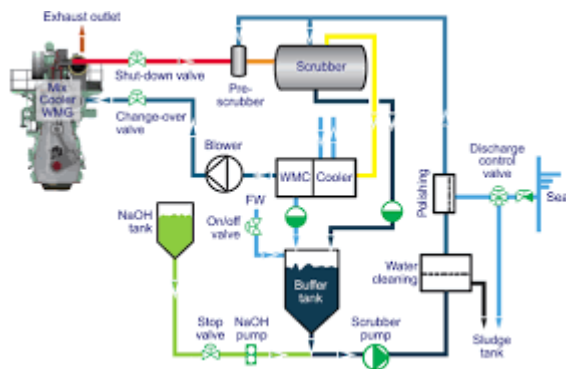 Exhaust outlet
Mix
Cooler
WMG
Shut-down valve
Pre-
scrubber
Scrubber
Change-over
valve
Blower
WMC
Cooler
NaOH
tank
FW
On/off
valve
Buffer
tank
Polishing
Discharge
control
valve
Sea
Water
cleaning
Stop
valve
NaOH
pump
Scrubber
pump
Sludge
tank